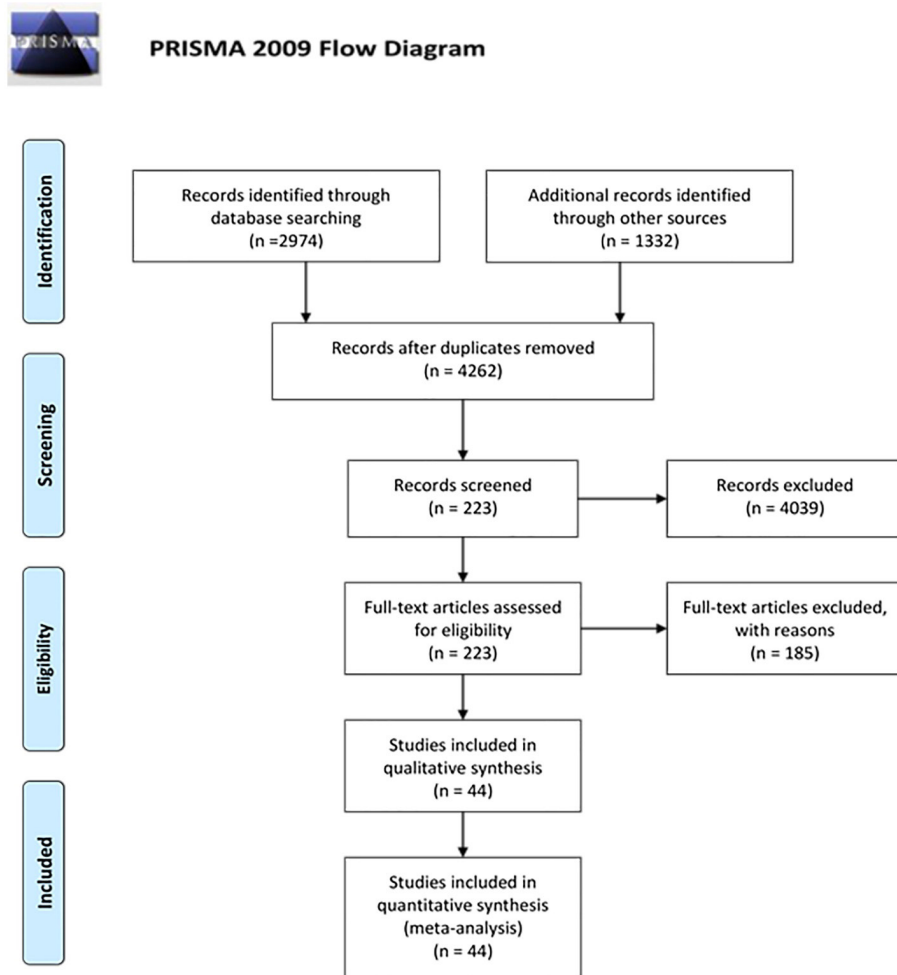 PRISMA
PRISMA 2009 Flow Diagram
Identification
Records identified through
database searching
(n =2974)
Additional records identified
through other sources
(n = 1332)
Records after duplicates removed
(n = 4262)
Screening
Records screened
(n = 223)
Records excluded
(n = 4039)
Eligibility
Full-text articles assessed
for eligibility
(n = 223)
Full-text articles excluded,
with reasons
(n = 185)
Studies included in
qualitative synthesis
(n = 44)
Included
Studies included in
quantitative synthesis
(meta-analysis)
(n = 44)